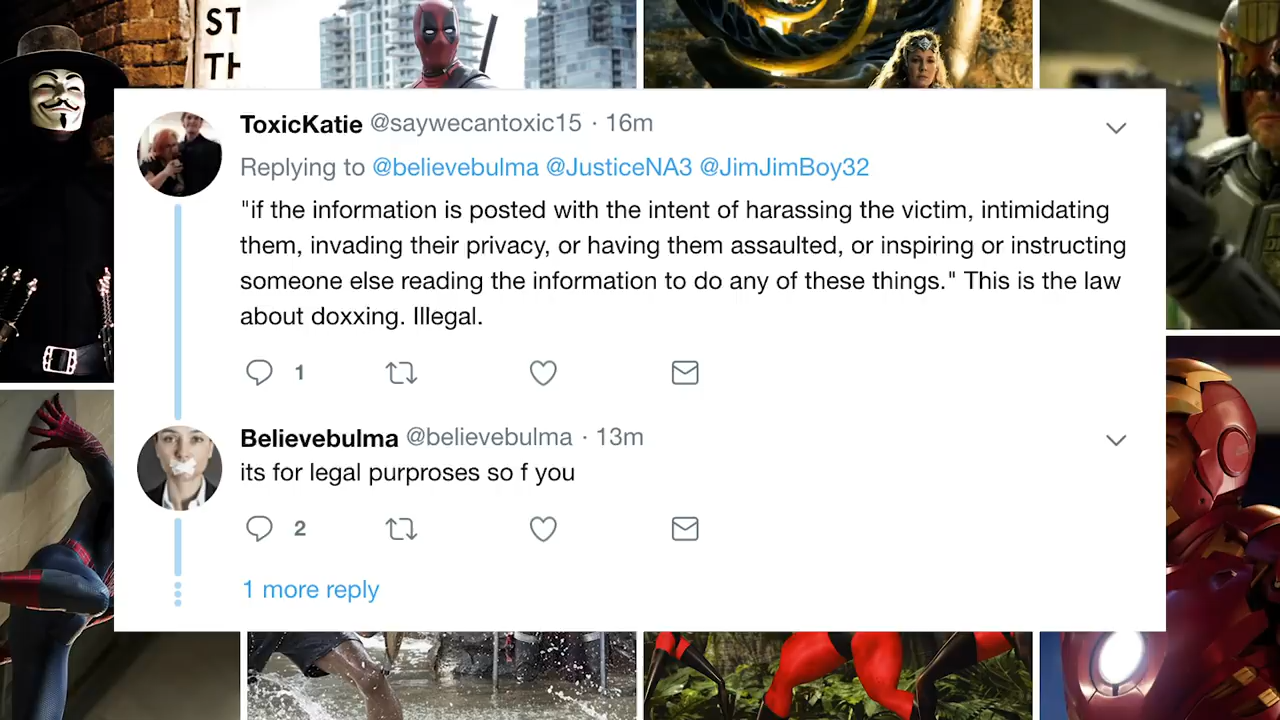 ST
TH
ToxicKatie @saywecantoxic15 · 16m
Replying to @believebulma @JusticeNA3 @JimJimBoy32
"if the information is posted with the intent of harassing the victim, intimidating
them, invading their privacy, or having them assaulted, or inspiring or instructing
someone else reading the information to do any of these things." This is the law
about doxxing. Illegal.
1
Believebulma @believebulma · 13m
its for legal purproses so f you
2
1 more reply